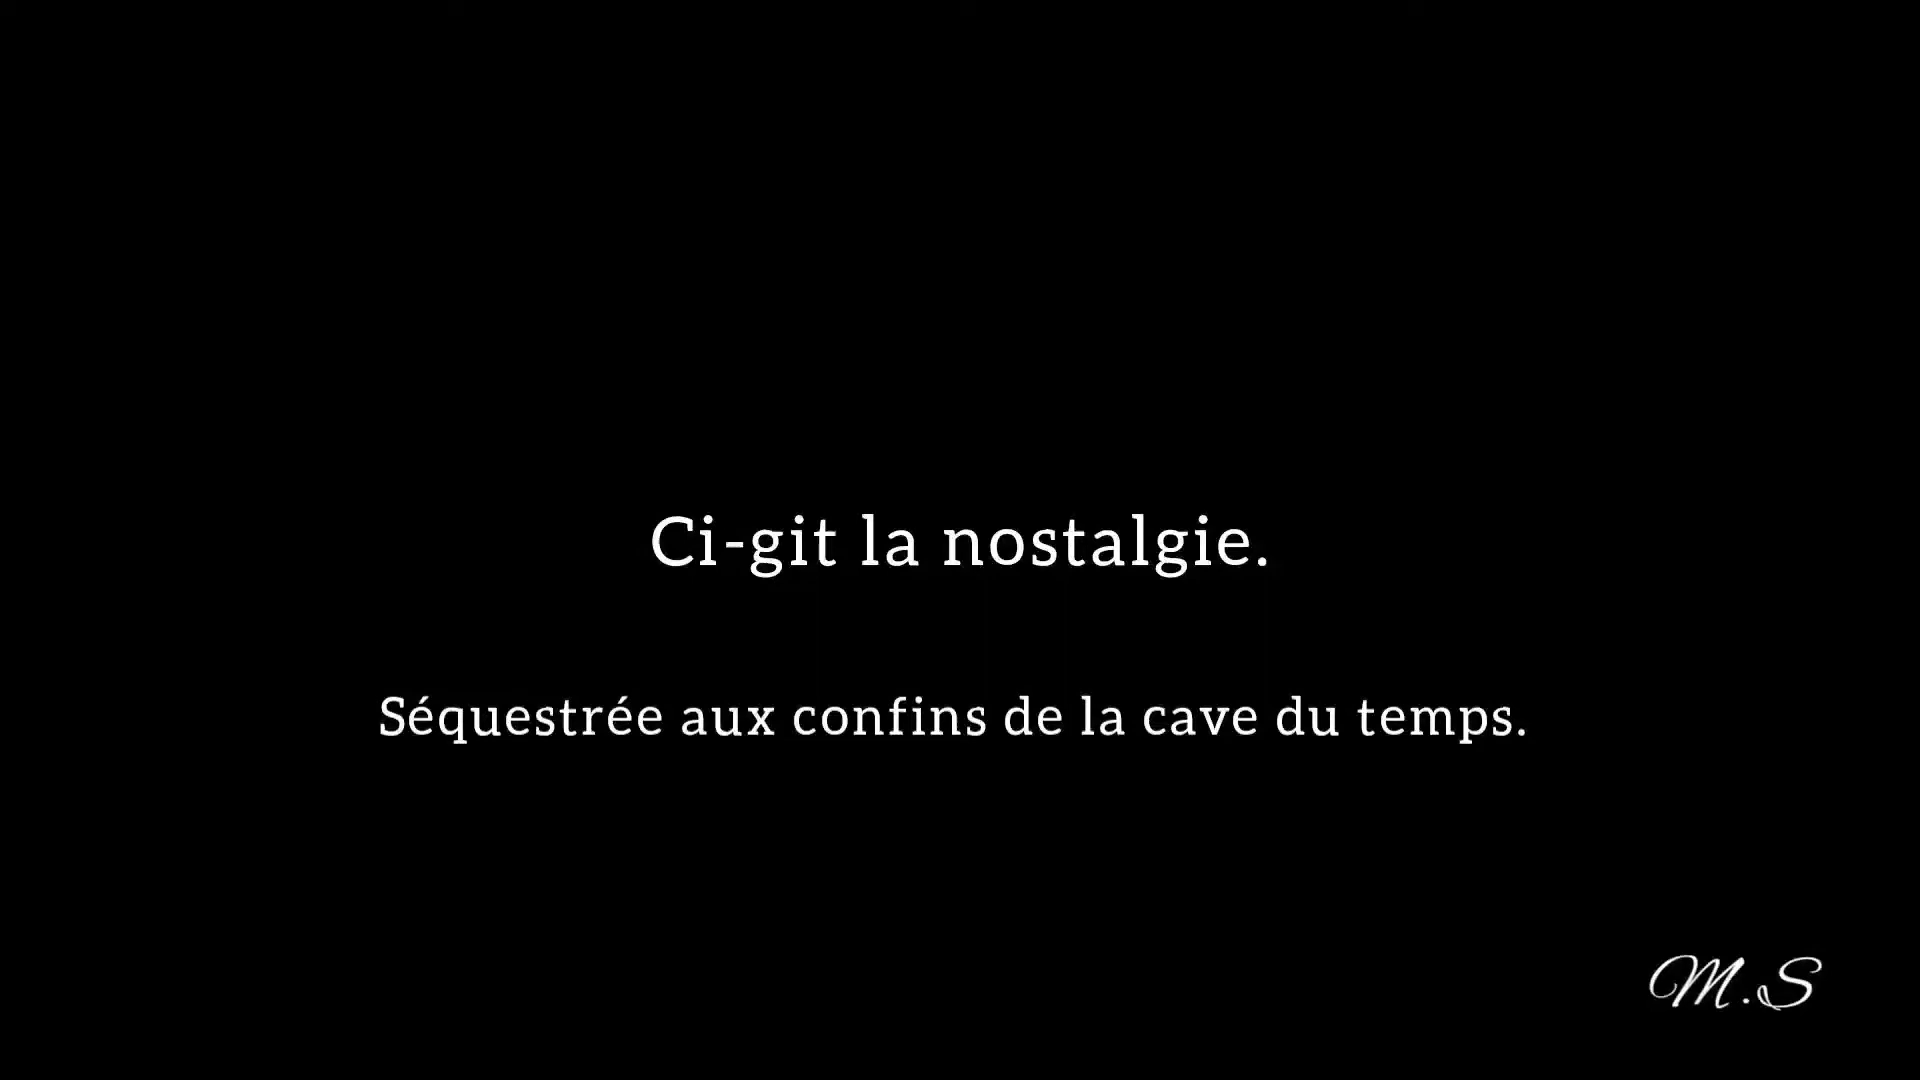 Ci-git la nostalgie.
Séquestrée aux confins de la cave du temps.
M.S